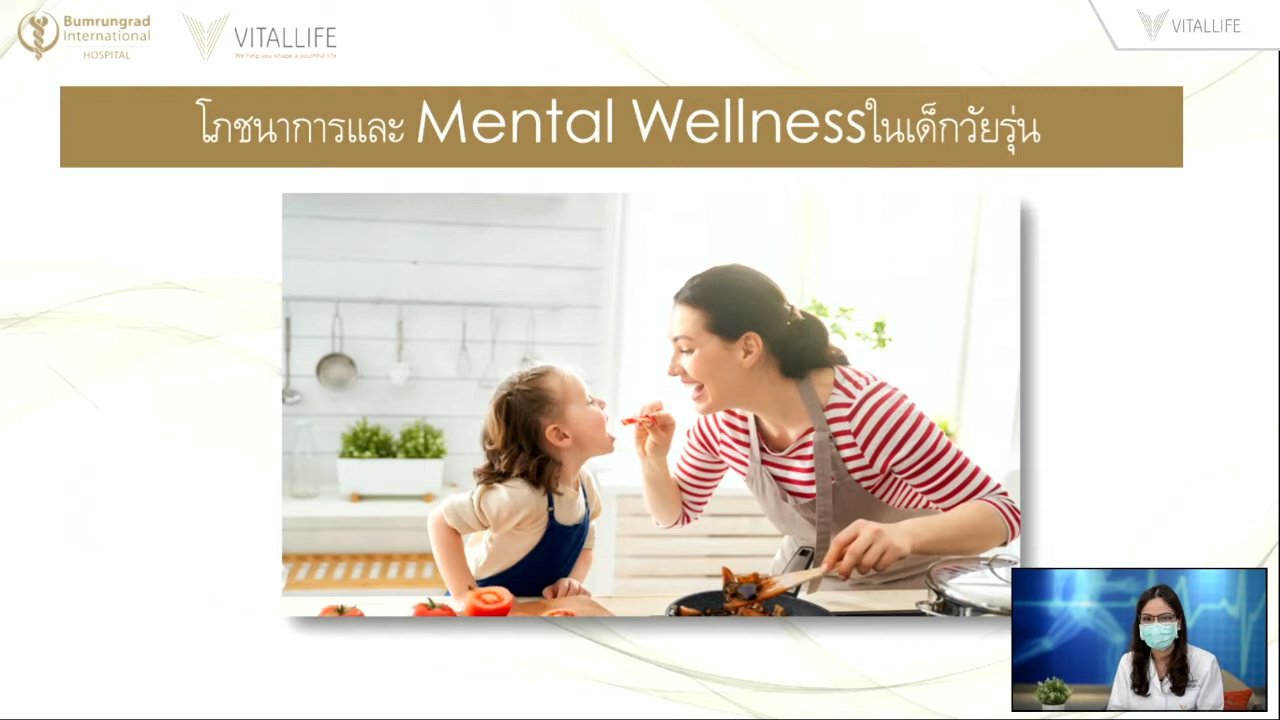 Bumrungrad
International
HOSPITAL
VITALLIFE
We help you shape a youthful life
VITALLIFE
โภชนาการและ Mental Wellnessในเด็กวัยรุ่น